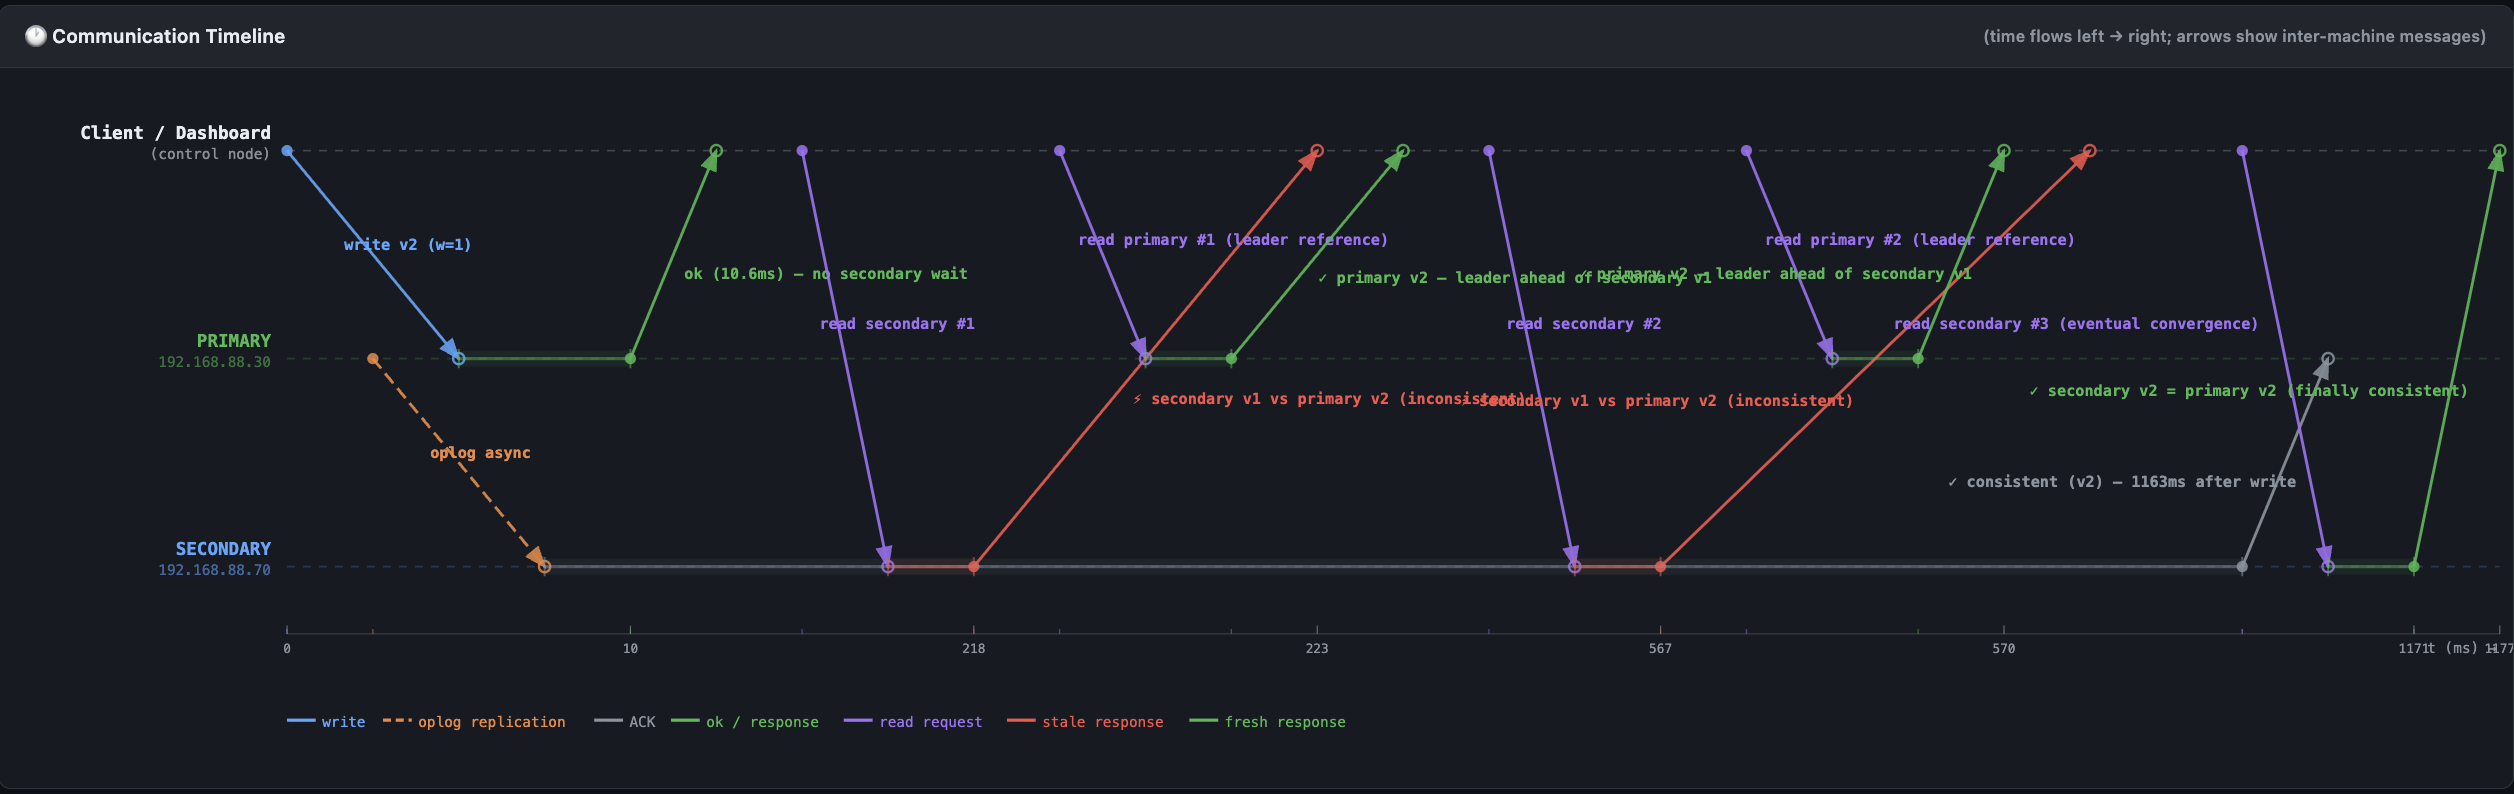 Communication Timeline
(time flows left → right; arrows show inter-machine messages)
Client / Dashboard
(control node)
write v2 (w=1)
read primary #1 (leader reference)
read primary #2 (leader reference)
ok (10.6ms) — no secondary wait
✓ primary v2 — leader ahead of secondary v1
✓ primary v2 — leader ahead of secondary v1
read secondary #1
read secondary #2
read secondary #3 (eventual convergence)
PRIMARY
192.168.88.30
⚡ secondary v1 vs primary v2 (inconsistent)
⚡ secondary v1 vs primary v2 (inconsistent)
✓ secondary v2 = primary v2 (finally consistent)
oplog async
✓ consistent (v2) — 1163ms after write
SECONDARY
192.168.88.70
0
10
218
223
567
570
1171
t (ms) →
1177
write
oplog replication
ACK
ok / response
read request
stale response
fresh response